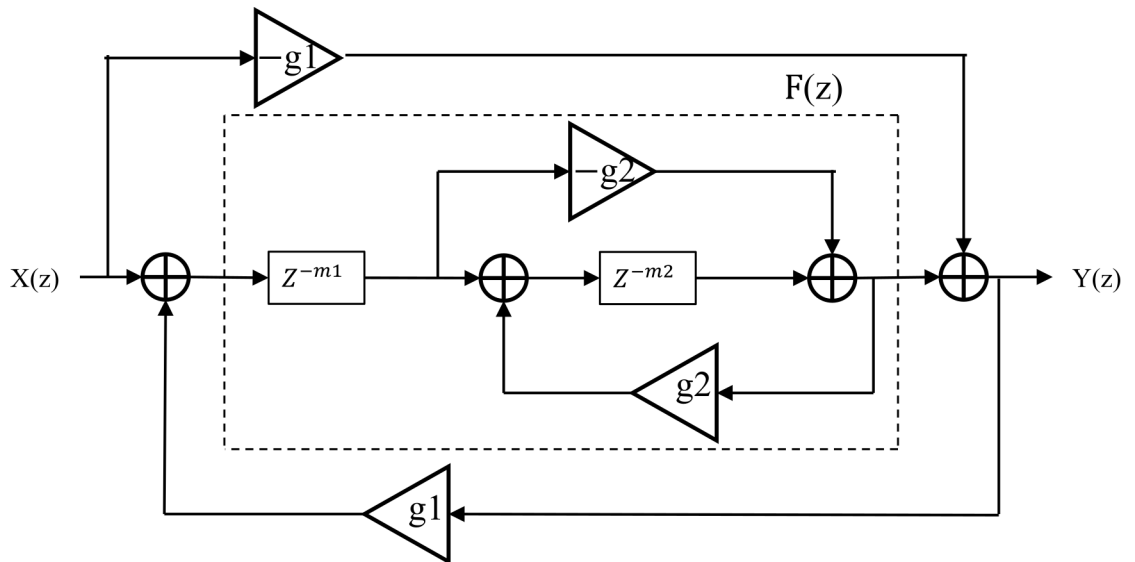 −g1
F(z)
−g2
X(z)
Z^{-m1}
Z^{-m2}
Y(z)
g2
g1